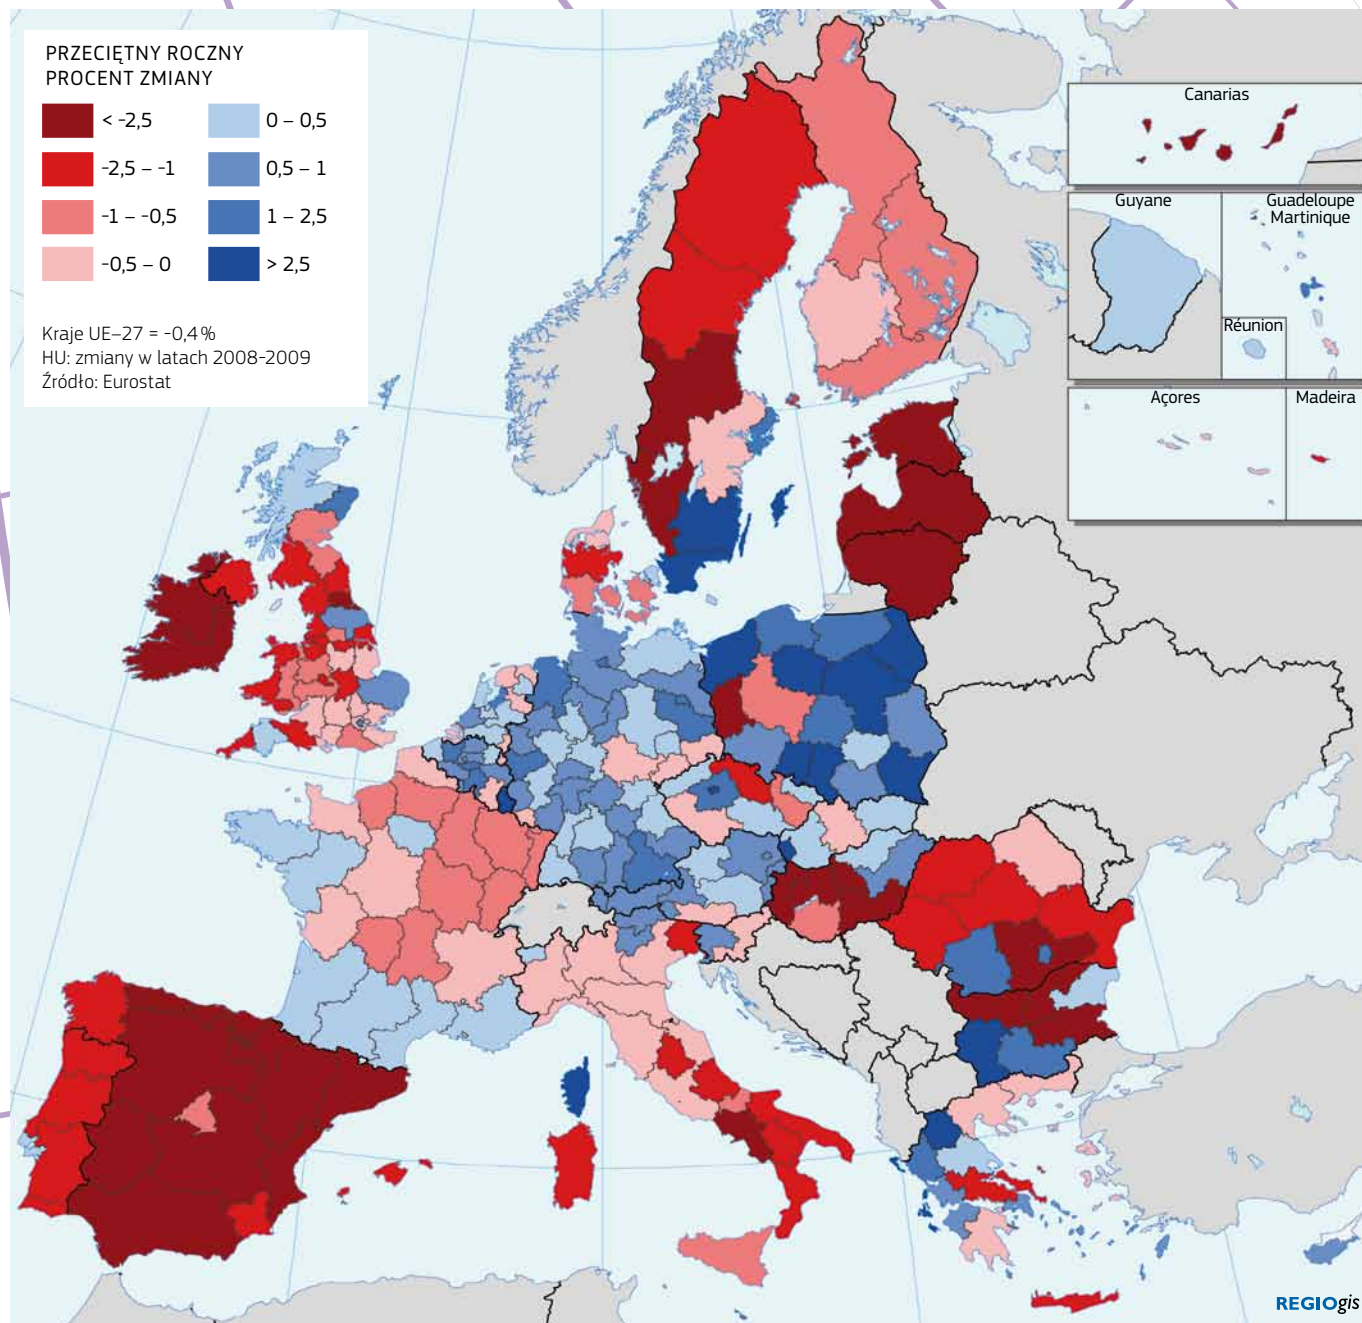 PRZECIĘTNY ROCZNY
PROCENT ZMIANY
< -2,5
0 – 0,5
-2,5 – -1
0,5 – 1
-1 – -0,5
1 – 2,5
-0,5 – 0
> 2,5
Kraje UE–27 = -0,4%
HU: zmiany w latach 2008-2009
Źródło: Eurostat
Canarias
Guyane
Guadeloupe
Martinique
Réunion
Açores
Madeira
REGIOgis